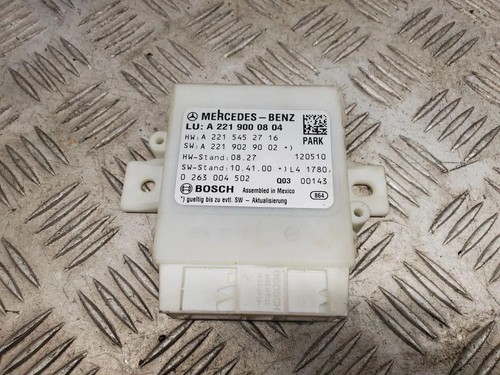 MERCEDES-BENZ
LU: A 221 900 08 04
HW: A 221 545 27 16 PARK
SW: A 221 902 90 02 *)
HW-Stand: 08.27 120510
SW-Stand: 10.41.00 *) L4 1780,
0 263 004 502 Q03 00143
BOSCH Assembled in Mexico 864
*) gueltig bis zu evtl. SW - Aktualisierung